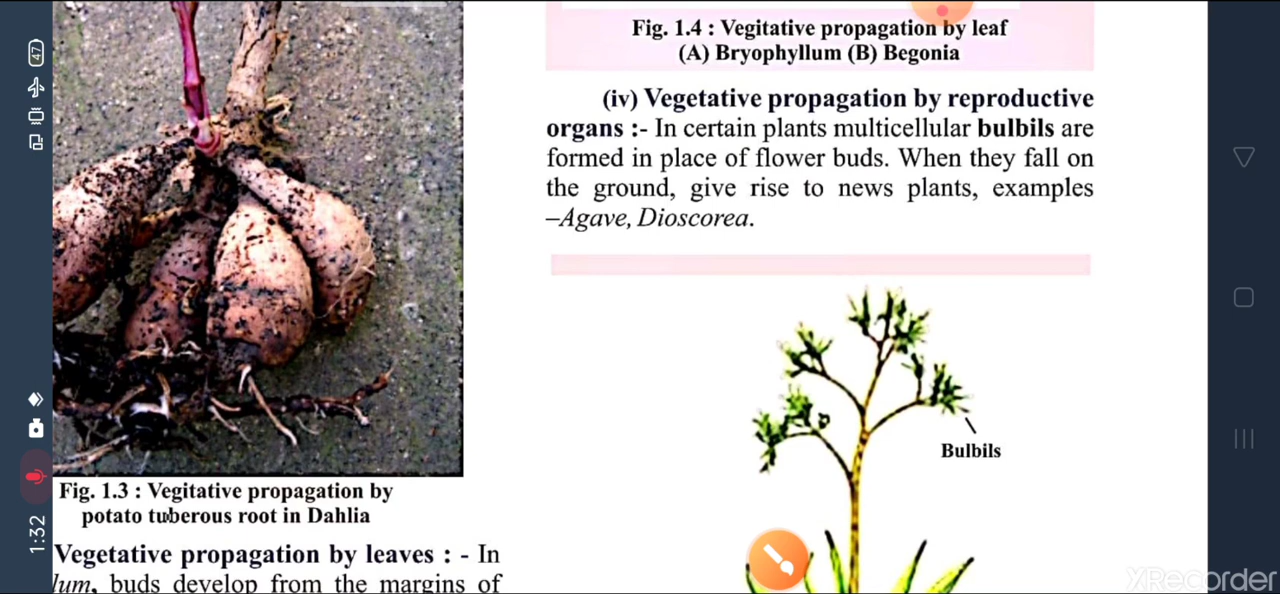 47
1:32
Fig. 1.3 : Vegitative propagation by
potato tuberous root in Dahlia
Vegetative propagation by leaves : - In
lum, buds develop from the margins of
Fig. 1.4 : Vegitative propagation by leaf
(A) Bryophyllum (B) Begonia
(iv) Vegetative propagation by reproductive
organs :- In certain plants multicellular bulbils are
formed in place of flower buds. When they fall on
the ground, give rise to news plants, examples
–Agave, Dioscorea.
Bulbils
XRecorder